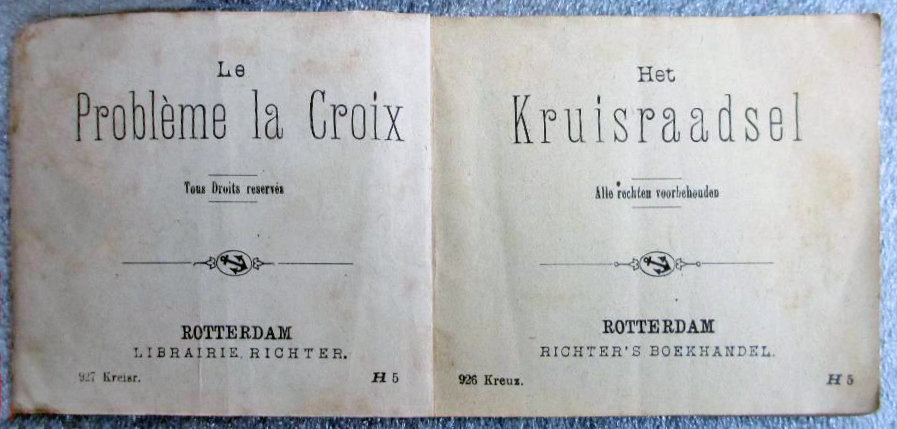 Le
Problème la Croix
Tous Droits reservés
ROTTERDAM
LIBRAIRIE RICHTER.
927 Kreisr. H 5
Het
Kruisraadsel
Alle rechten voorbehouden
ROTTERDAM
RICHTER'S BOEKHANDEL.
926 Kreuz. H 5